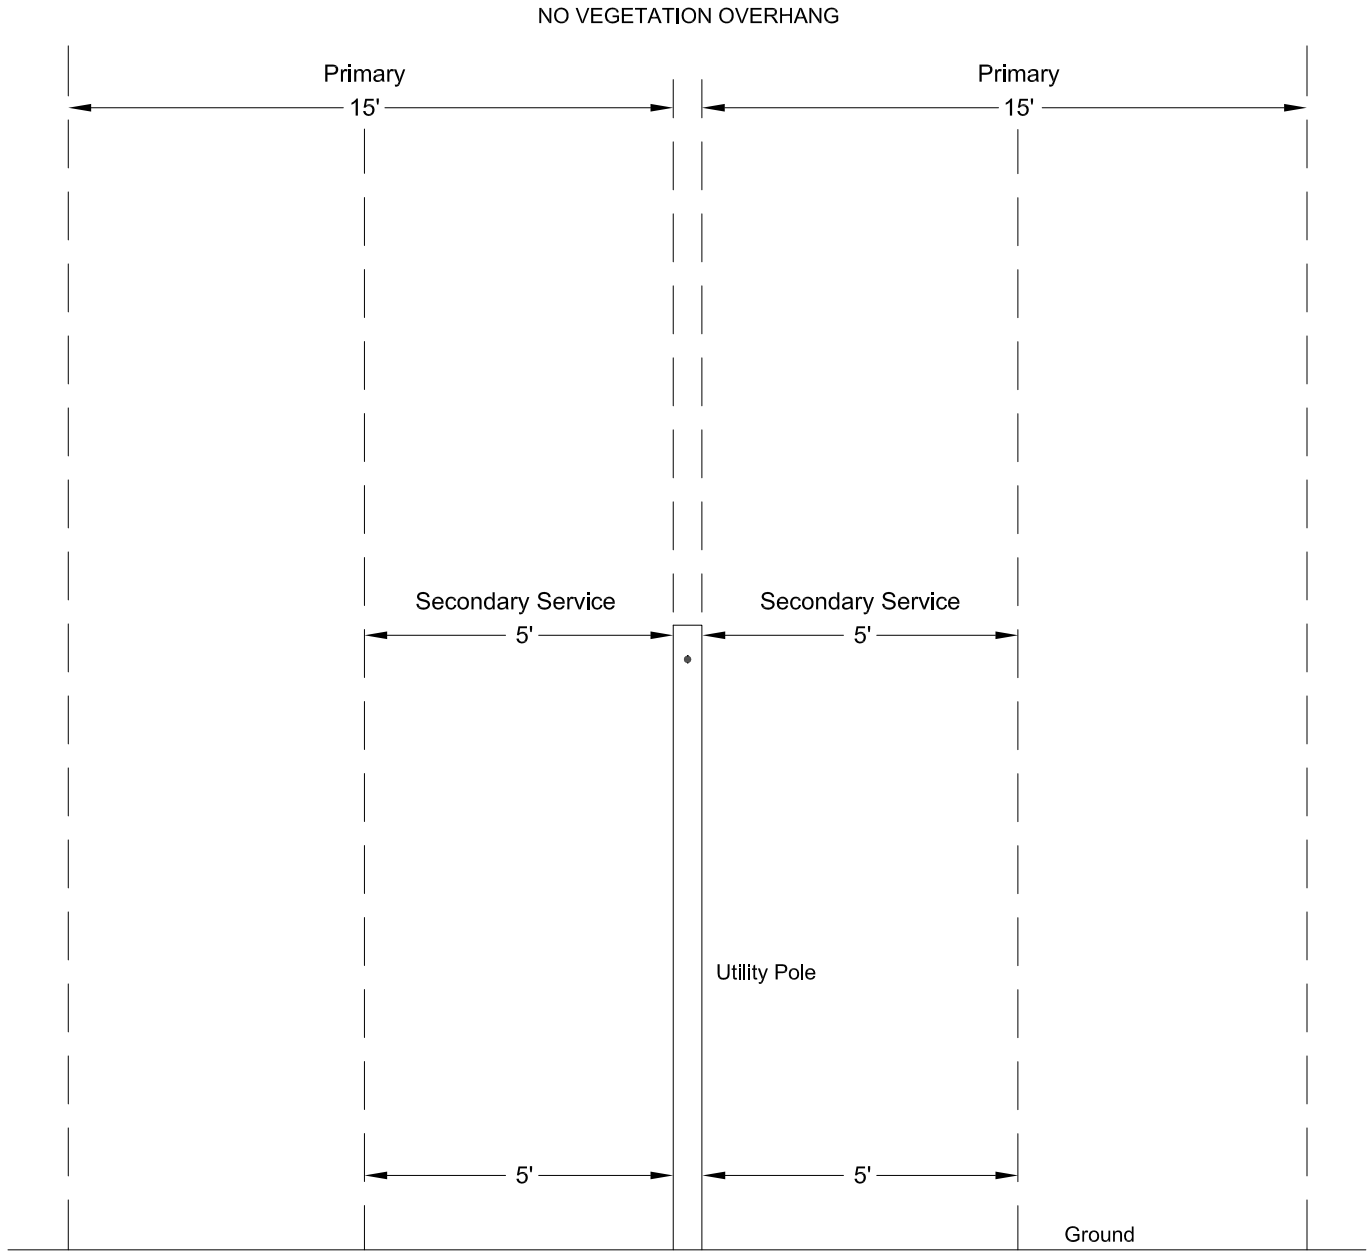 NO VEGETATION OVERHANG
Primary
Primary
15'
15'
Secondary Service
Secondary Service
5'
5'
Utility Pole
5'
5'
Ground